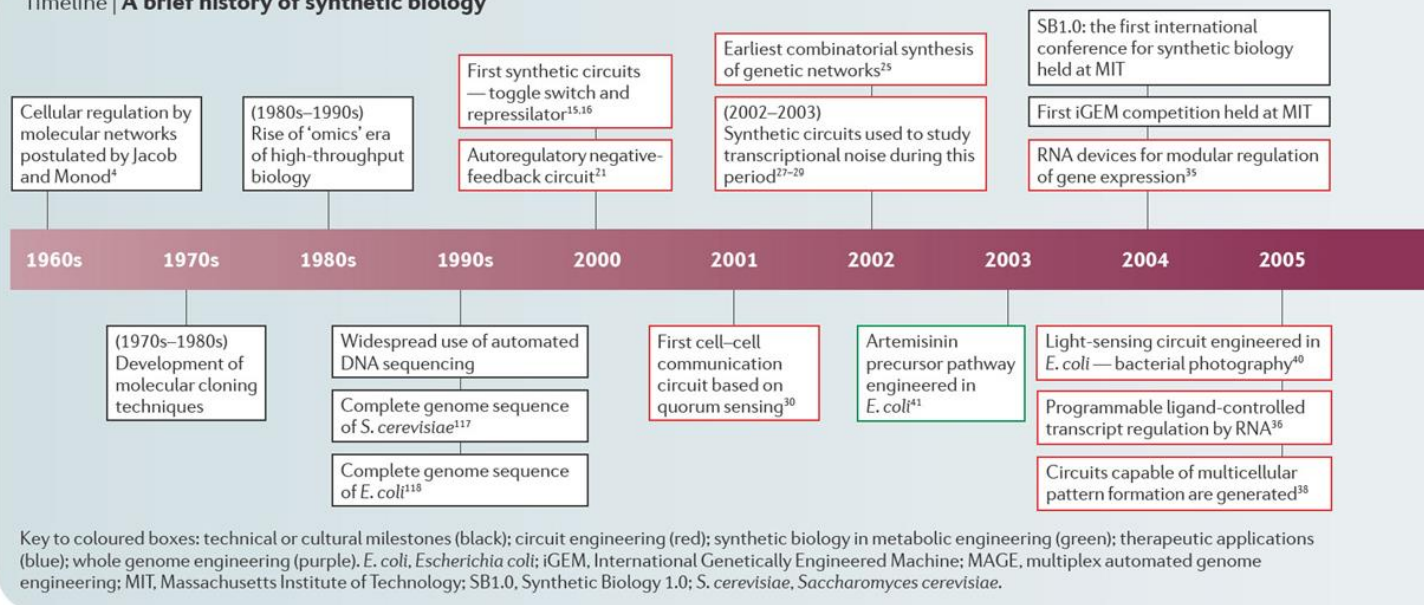 Timeline | A brief history of synthetic biology
Cellular regulation by
molecular networks
postulated by Jacob
and Monod⁴
(1980s–1990s)
Rise of ‘omics’ era
of high-throughput
biology
First synthetic circuits
— toggle switch and
repressilator¹⁵,¹⁶
Autoregulatory negative-
feedback circuit²¹
Earliest combinatorial synthesis
of genetic networks²⁵
(2002–2003)
Synthetic circuits used to study
transcriptional noise during this
period²⁷⁻²⁹
SB1.0: the first international
conference for synthetic biology
held at MIT
First iGEM competition held at MIT
RNA devices for modular regulation
of gene expression³⁵
1960s 1970s 1980s 1990s 2000 2001 2002 2003 2004 2005
(1970s–1980s)
Development of
molecular cloning
techniques
Widespread use of automated
DNA sequencing
Complete genome sequence
of S. cerevisiae¹¹⁷
Complete genome sequence
of E. coli¹¹⁸
First cell–cell
communication
circuit based on
quorum sensing³⁰
Artemisinin
precursor pathway
engineered in
E. coli⁴¹
Light-sensing circuit engineered in
E. coli — bacterial photography⁴⁰
Programmable ligand-controlled
transcript regulation by RNA³⁶
Circuits capable of multicellular
pattern formation are generated³⁸
Key to coloured boxes: technical or cultural milestones (black); circuit engineering (red); synthetic biology in metabolic engineering (green); therapeutic applications
(blue); whole genome engineering (purple). E. coli, Escherichia coli; iGEM, International Genetically Engineered Machine; MAGE, multiplex automated genome
engineering; MIT, Massachusetts Institute of Technology; SB1.0, Synthetic Biology 1.0; S. cerevisiae, Saccharomyces cerevisiae.